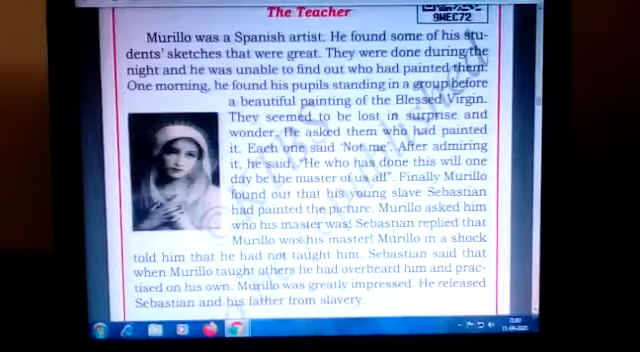 The Teacher
9WEC72
Murillo was a Spanish artist. He found some of his stu-
dents' sketches that were great. They were done during the
night and he was unable to find out who had painted them.
One morning, he found his pupils standing in a group before
a beautiful painting of the Blessed Virgin.
They seemed to be lost in surprise and
wonder. He asked them who had painted
it. Each one said 'Not me'. After admiring
it, he said, "He who has done this will one
day be the master of us all". Finally Murillo
found out that his young slave Sebastian
had painted the picture. Murillo asked him
who his master was! Sebastian replied that
Murillo was his master! Murillo in a shock
told him that he had not taught him. Sebastian said that
when Murillo taught others he had overheard him and prac-
tised on his own. Murillo was greatly impressed. He released
Sebastian and his father from slavery.